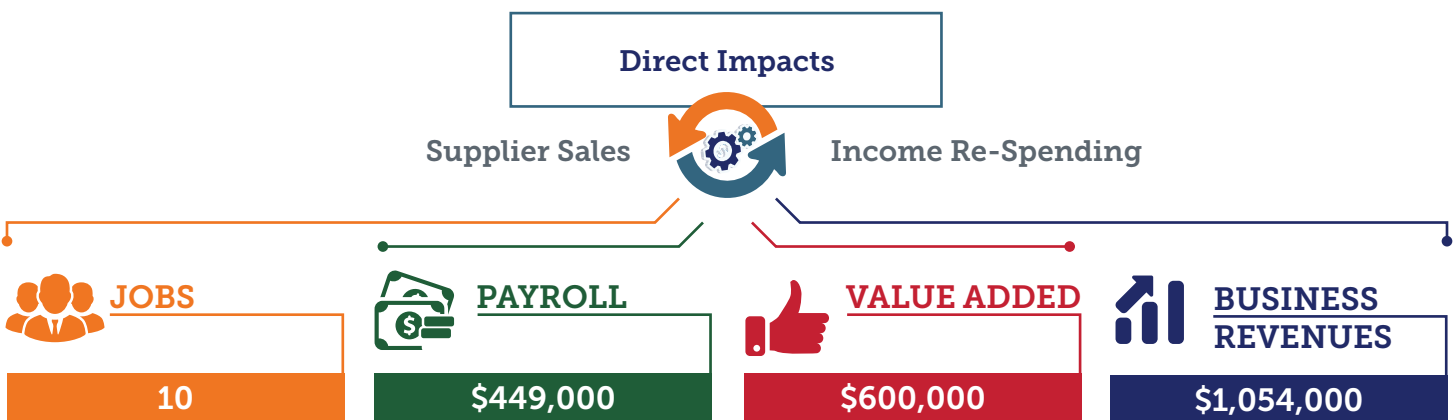 Direct Impacts
Supplier Sales
Income Re-Spending
JOBS
10
PAYROLL
$
$449,000
VALUE ADDED
$600,000
BUSINESS
REVENUES
$1,054,000